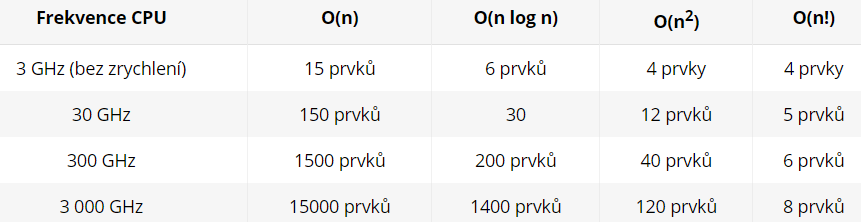 Frekvence CPU O(n) O(n log n) O(n²) O(n!)
3 GHz (bez zrychlení) 15 prvků 6 prvků 4 prvky 4 prvky
30 GHz 150 prvků 30 12 prvků 5 prvků
300 GHz 1500 prvků 200 prvků 40 prvků 6 prvků
3 000 GHz 15000 prvků 1400 prvků 120 prvků 8 prvků